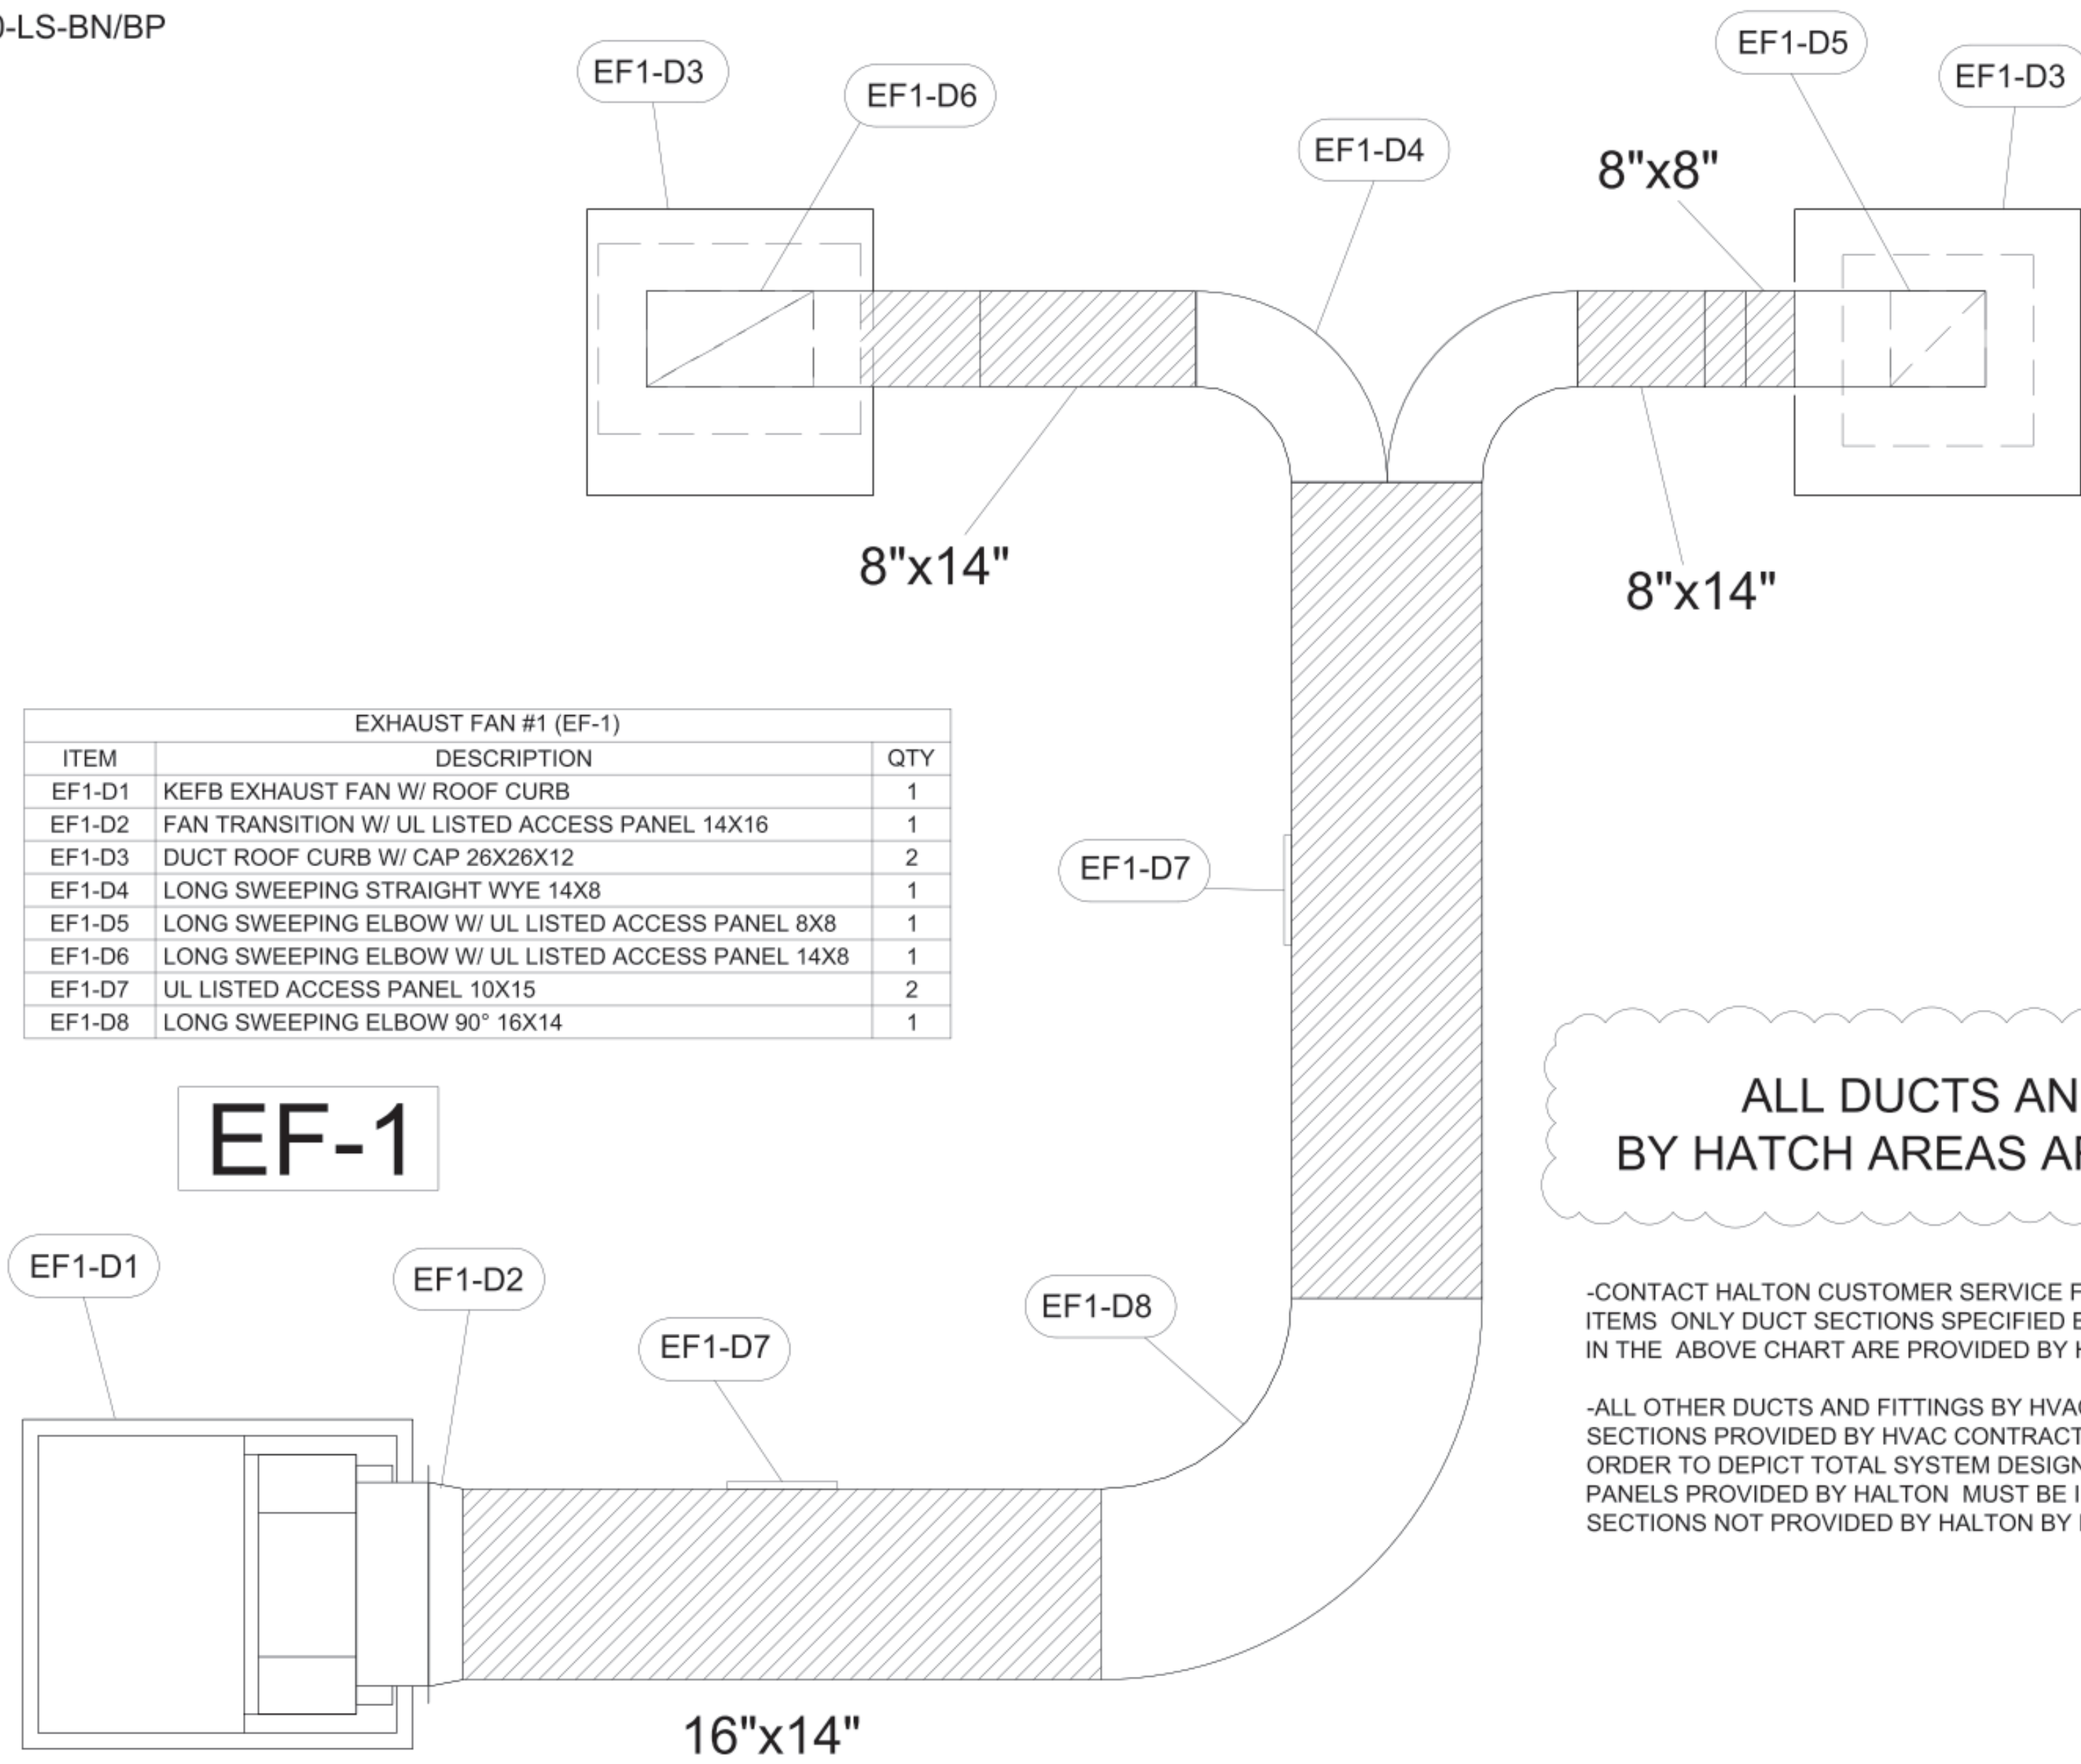 -LS-BN/BP
EF1-D3
EF1-D6
EF1-D4
EF1-D5
EF1-D3
8"x8"
8"x14"
8"x14"
EXHAUST FAN #1 (EF-1)
ITEM DESCRIPTION QTY
EF1-D1 KEFB EXHAUST FAN W/ ROOF CURB 1
EF1-D2 FAN TRANSITION W/ UL LISTED ACCESS PANEL 14X16 1
EF1-D3 DUCT ROOF CURB W/ CAP 26X26X12 2
EF1-D4 LONG SWEEPING STRAIGHT WYE 14X8 1
EF1-D5 LONG SWEEPING ELBOW W/ UL LISTED ACCESS PANEL 8X8 1
EF1-D6 LONG SWEEPING ELBOW W/ UL LISTED ACCESS PANEL 14X8 1
EF1-D7 UL LISTED ACCESS PANEL 10X15 2
EF1-D8 LONG SWEEPING ELBOW 90° 16X14 1
EF1-D7
EF-1
ALL DUCTS AN
BY HATCH AREAS
EF1-D1
EF1-D2
EF1-D7
EF1-D8
16"x14"
-CONTACT HALTON CUSTOMER SERVICE
ITEMS ONLY DUCT SECTIONS SPECIFIED
IN THE ABOVE CHART ARE PROVIDED BY
-ALL OTHER DUCTS AND FITTINGS BY HVAC
SECTIONS PROVIDED BY HVAC CONTRACT
ORDER TO DEPICT TOTAL SYSTEM DESIGN
PANELS PROVIDED BY HALTON MUST BE
SECTIONS NOT PROVIDED BY HALTON BY